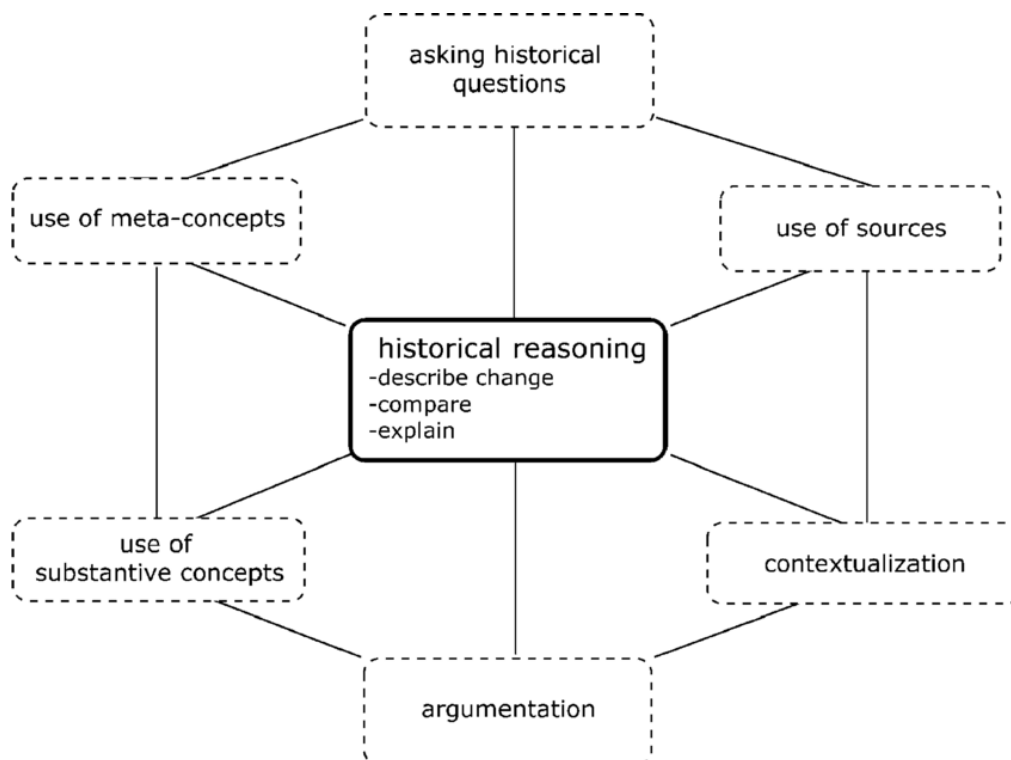 asking historical
questions
use of meta-concepts
use of sources
historical reasoning
-describe change
-compare
-explain
use of
substantive concepts
contextualization
argumentation